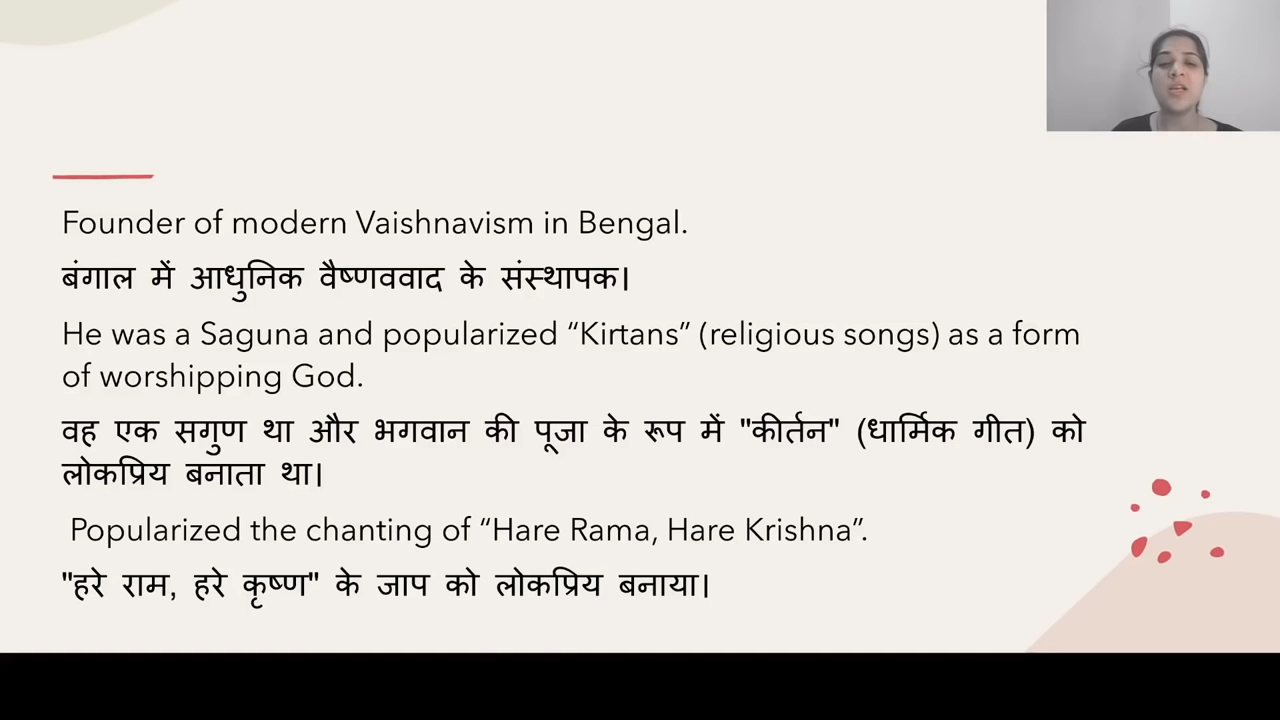 Founder of modern Vaishnavism in Bengal.
बंगाल में आधुनिक वैष्णववाद के संस्थापक।
He was a Saguna and popularized “Kirtans” (religious songs) as a form
of worshipping God.
वह एक सगुण था और भगवान की पूजा के रूप में "कीर्तन" (धार्मिक गीत) को
लोकप्रिय बनाता था।
Popularized the chanting of “Hare Rama, Hare Krishna”.
"हरे राम, हरे कृष्ण" के जाप को लोकप्रिय बनाया।